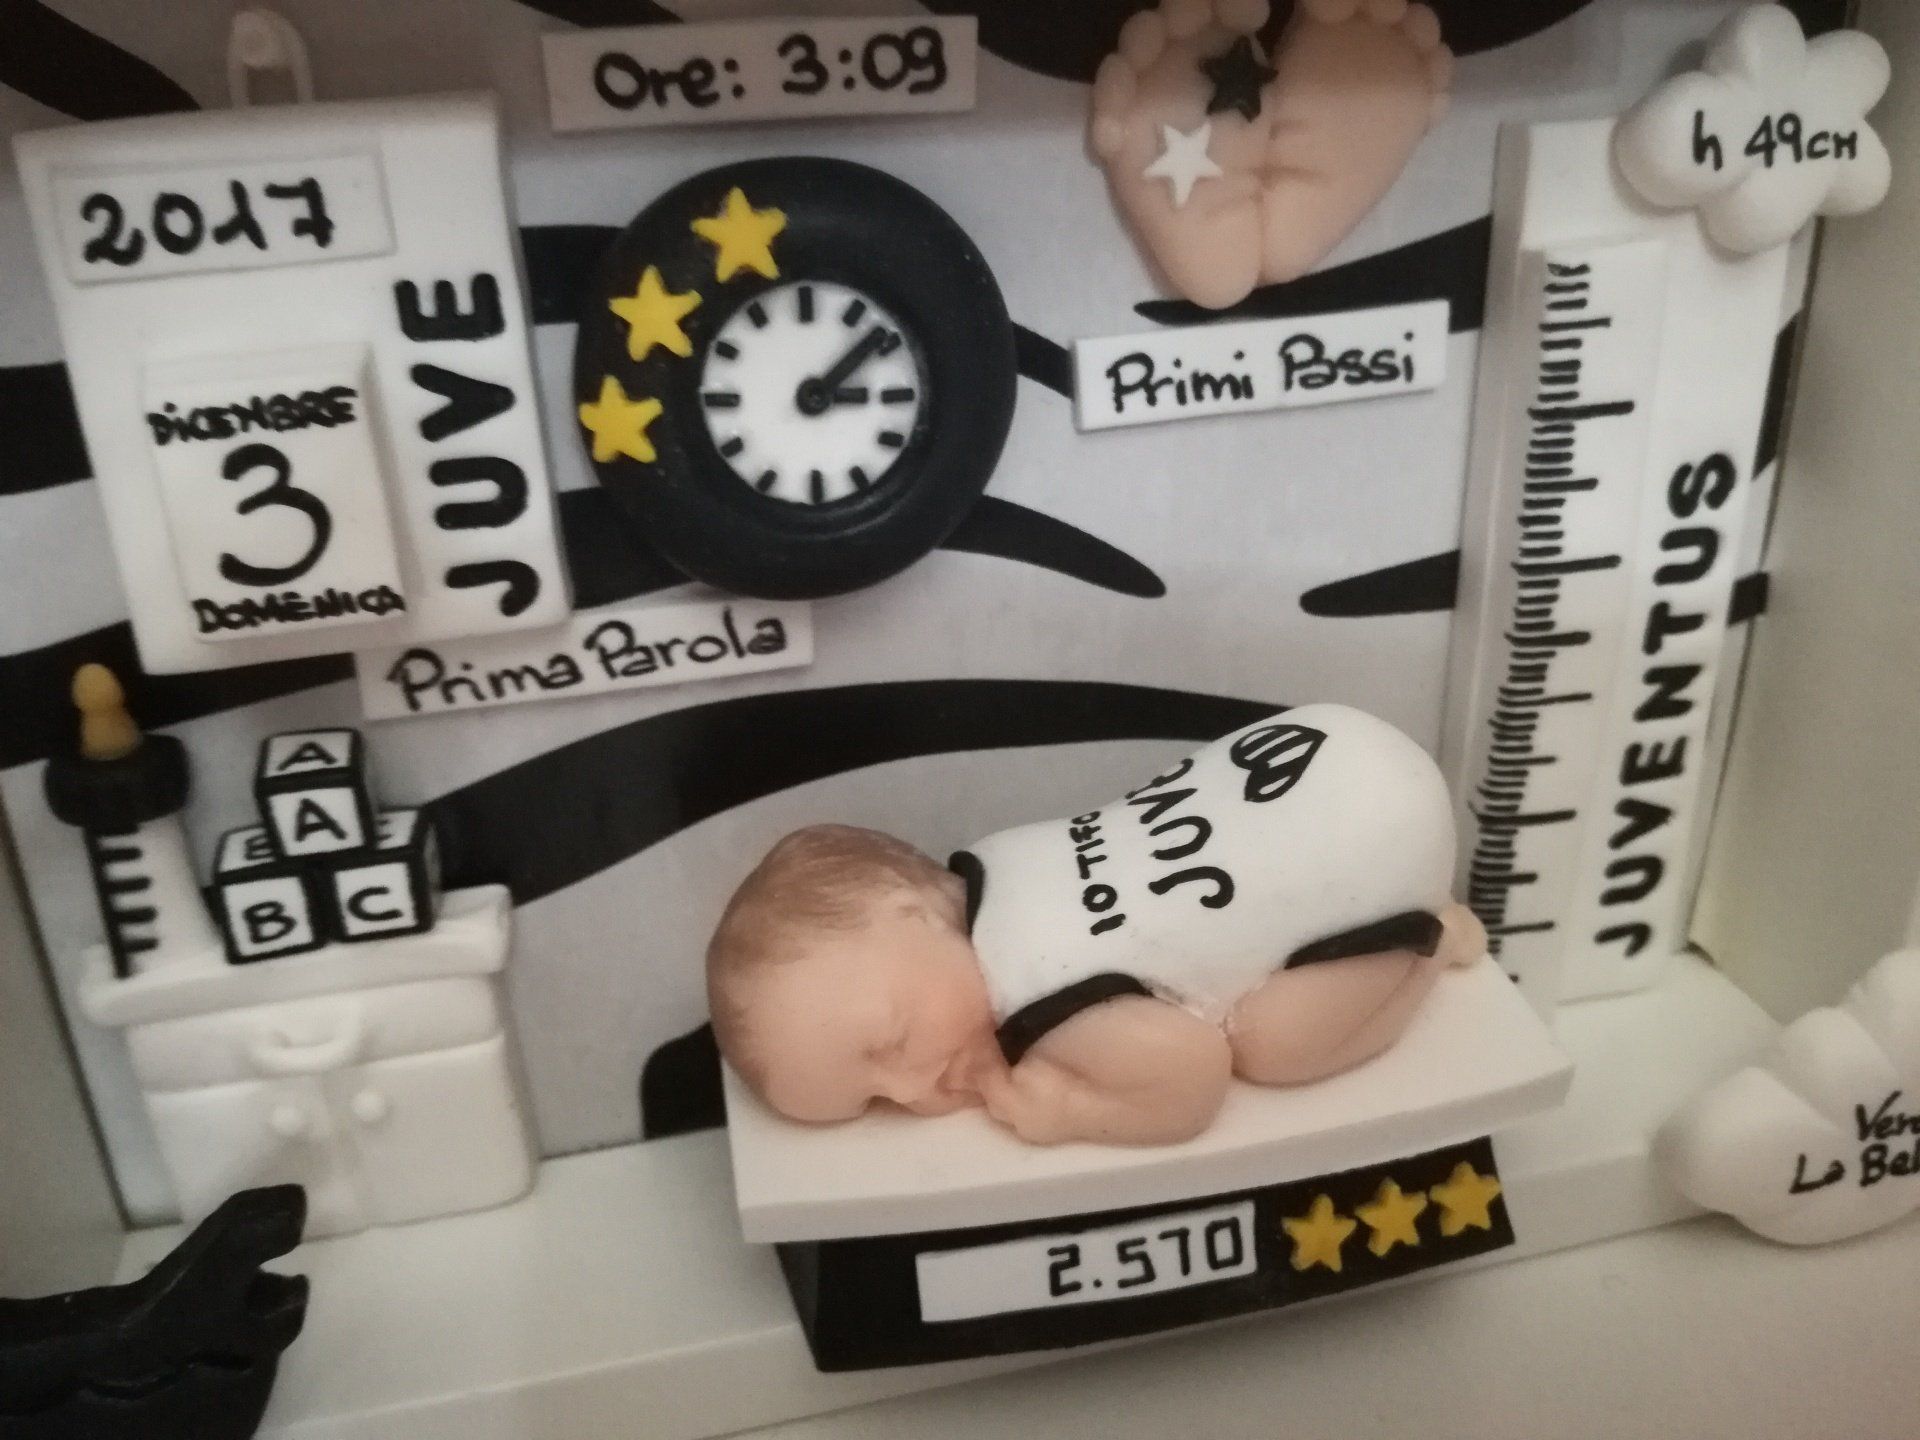 Ore: 3:09
h 49cm
2017
JUVE
DICEMBRE
3
DOMENICA
Primi Passi
Prima Parola
JUVENTUS
A
A
E
B
C
IO TIFO
JUVE
2.570
La